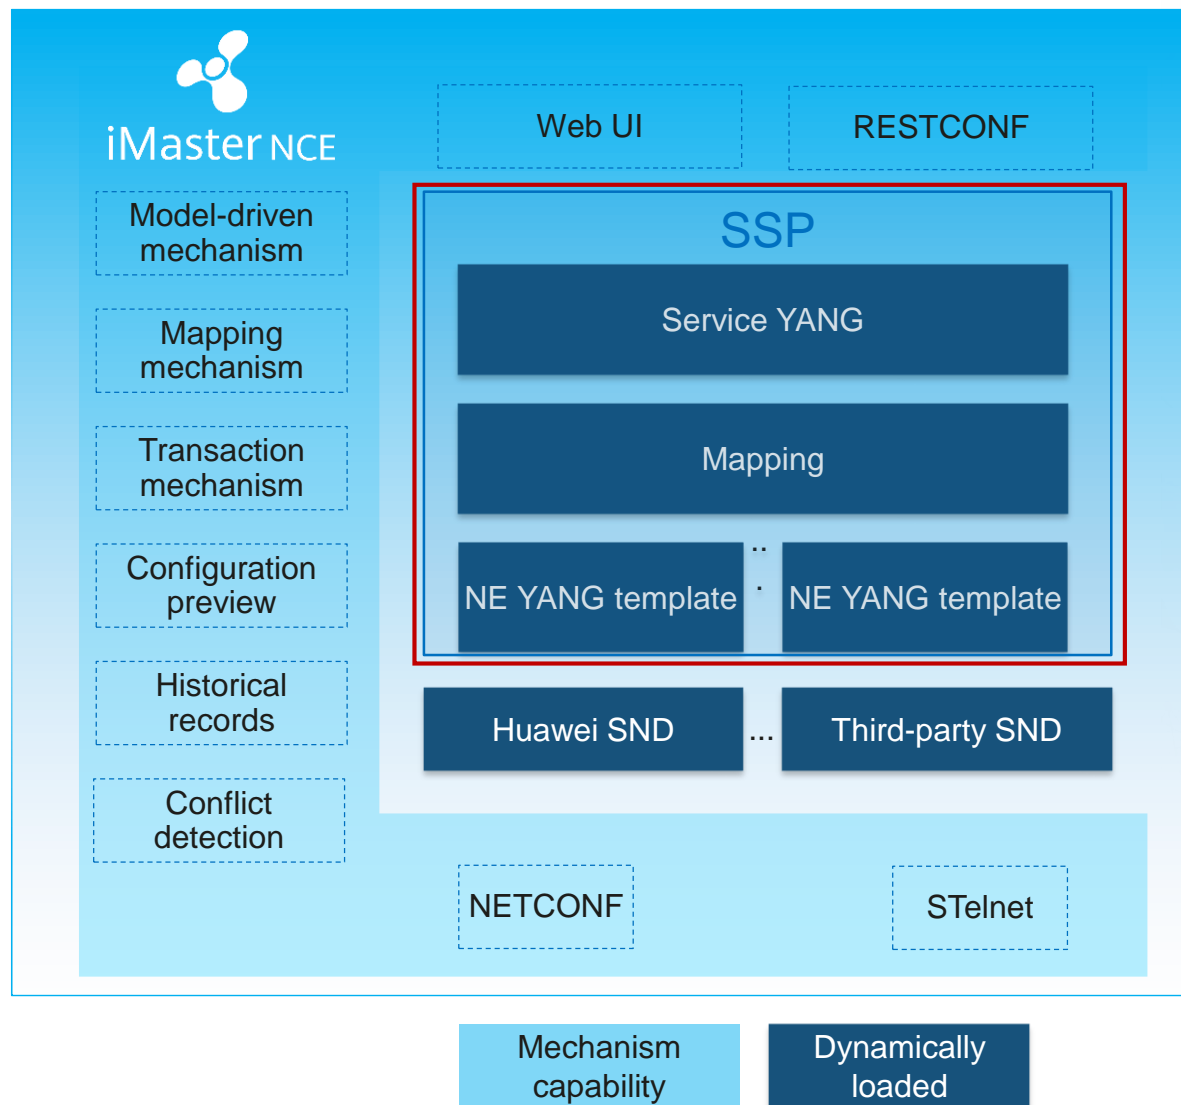 iMaster NCE
Web UI
RESTCONF
Model-driven
mechanism
Mapping
mechanism
Transaction
mechanism
Configuration
preview
Historical
records
Conflict
detection
SSP
Service YANG
Mapping
NE YANG template
..
.
NE YANG template
Huawei SND
...
Third-party SND
NETCONF
STelnet
Mechanism
capability
Dynamically
loaded